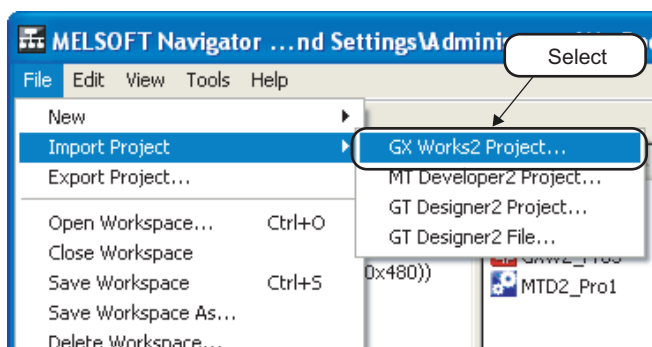 MELSOFT Navigator ...nd Settings\Admini
Select
File Edit View Tools Help
New
Import Project
Export Project...
Open Workspace... Ctrl+O
Close Workspace
Save Workspace Ctrl+S
Save Workspace As...
Delete Workspace...
GX Works2 Project...
MT Developer2 Project...
GT Designer2 Project...
GT Designer2 File...
0x480))
MTD2_Pro1